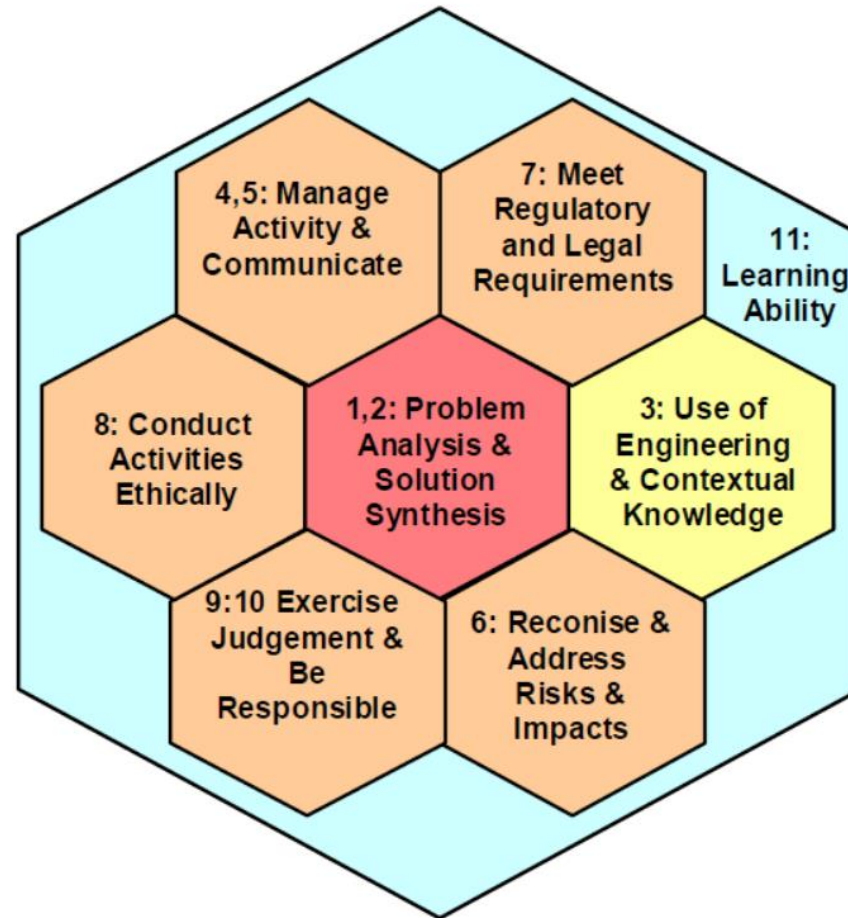 4,5: Manage
Activity &
Communicate
7: Meet
Regulatory
and Legal
Requirements
11:
Learning
Ability
8: Conduct
Activities
Ethically
1,2: Problem
Analysis &
Solution
Synthesis
3: Use of
Engineering
& Contextual
Knowledge
9:10 Exercise
Judgement &
Be
Responsible
6: Reconise &
Address
Risks &
Impacts